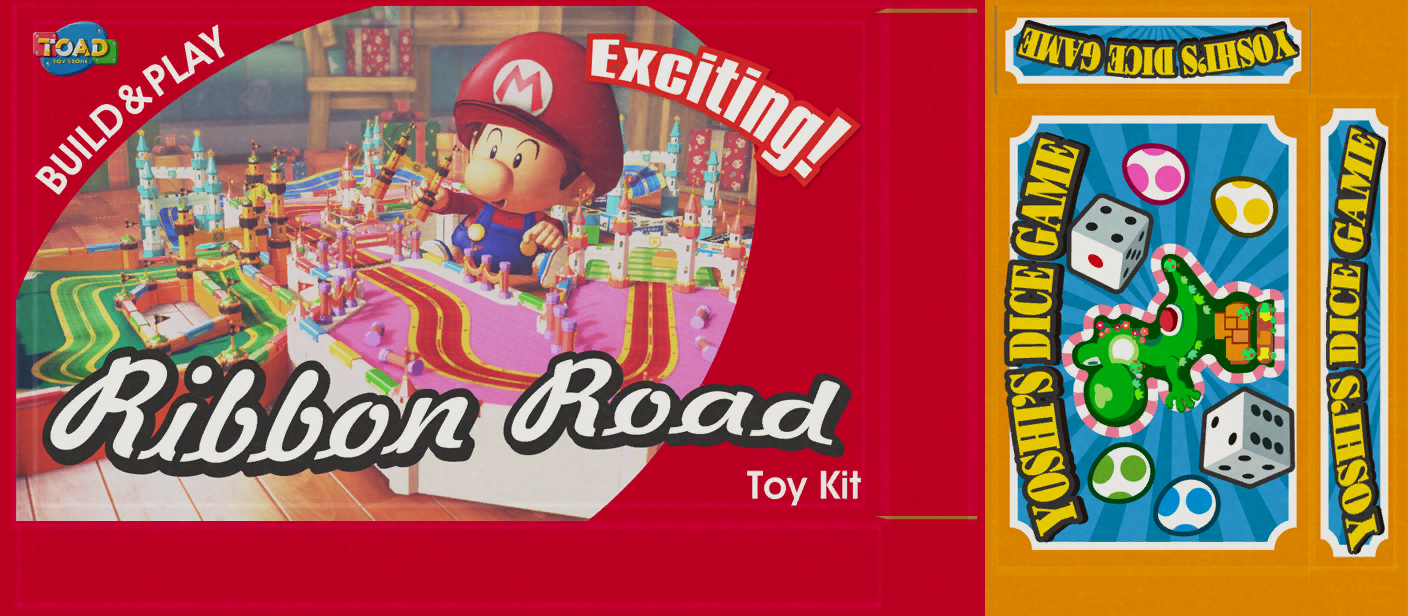 TOAD
TOY STORE
BUILD & PLAY
Exciting!
Ribbon Road
Toy Kit
YOSHI'S DICE GAME
YOSHI'S DICE GAME
YOSHI'S DICE GAME